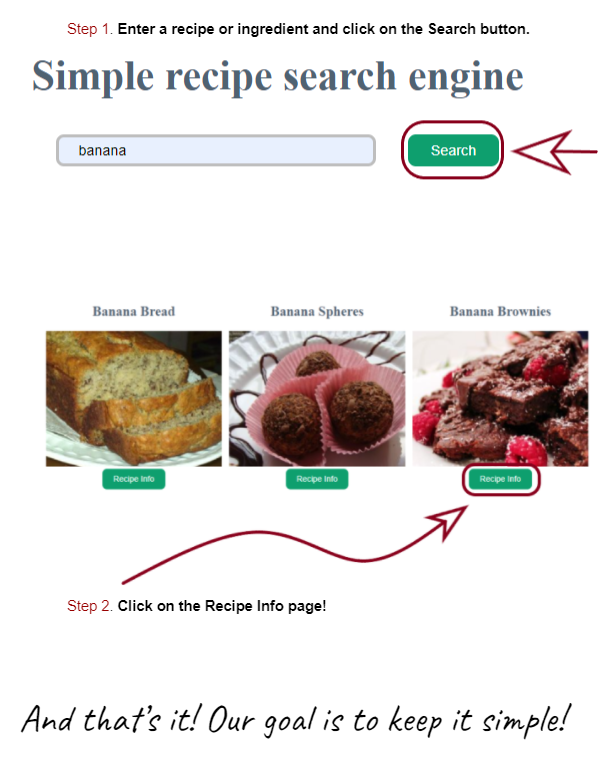 Step 1. Enter a recipe or ingredient and click on the Search button.
Simple recipe search engine
banana Search
Banana Bread Banana Spheres Banana Brownies
Recipe Info Recipe Info Recipe Info
Step 2. Click on the Recipe Info page!
And that's it! Our goal is to keep it simple!